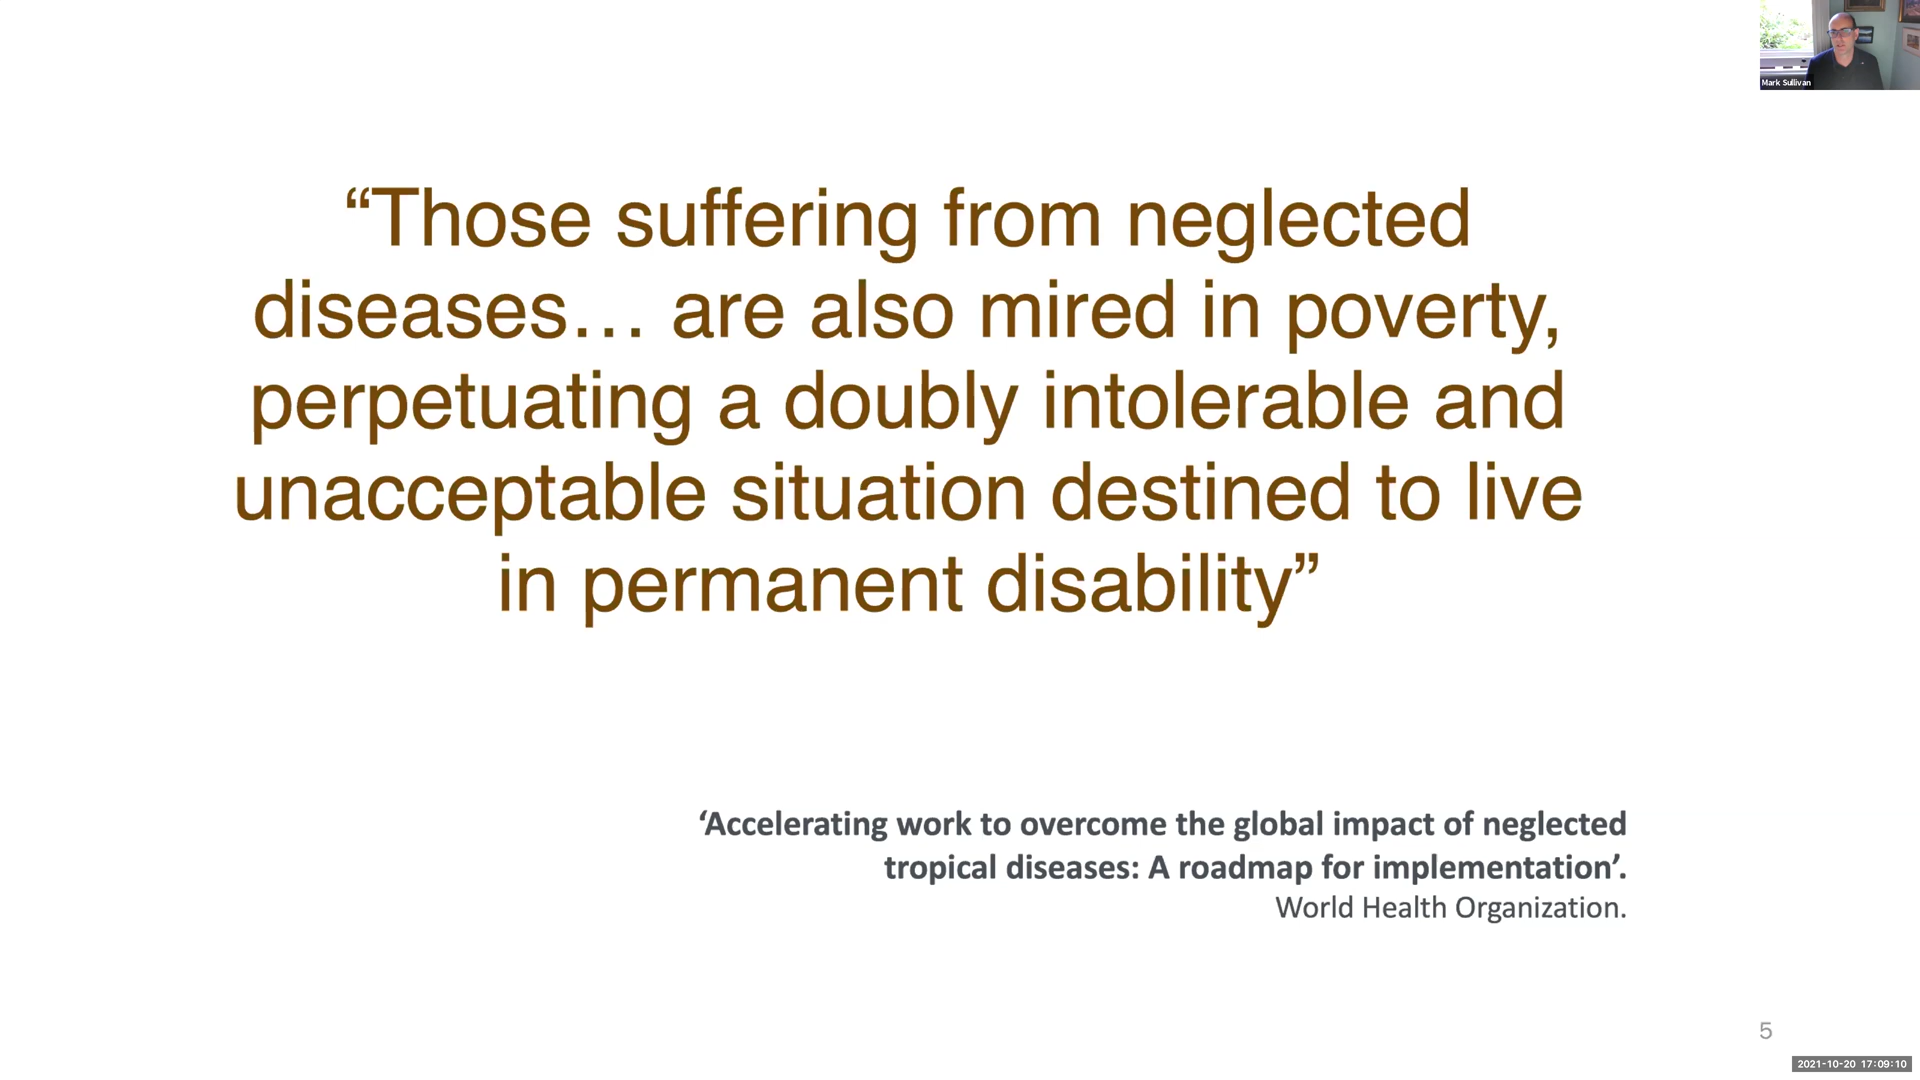 Mark Sullivan
“Those suffering from neglected
diseases… are also mired in poverty,
perpetuating a doubly intolerable and
unacceptable situation destined to live
in permanent disability”
‘Accelerating work to overcome the global impact of neglected
tropical diseases: A roadmap for implementation’.
World Health Organization.
5
2021-10-20 17:09:10